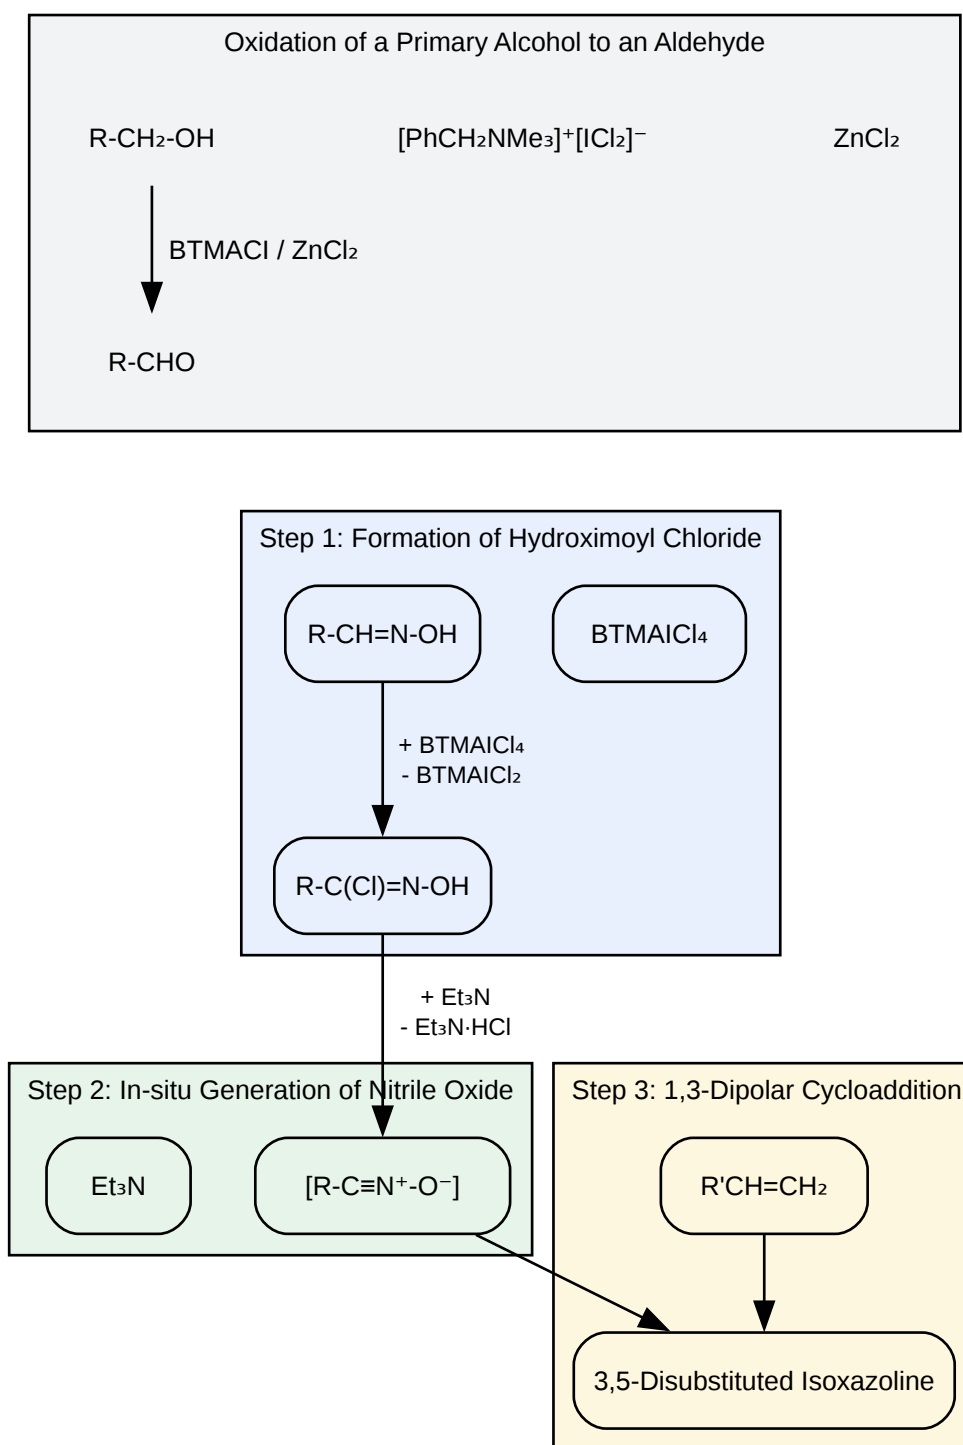 Oxidation of a Primary Alcohol to an Aldehyde
R-CH₂-OH
[PhCH₂NMe₃]⁺[ICl₂]⁻
ZnCl₂
BTMACI / ZnCl₂
R-CHO
Step 1: Formation of Hydroximoyl Chloride
R-CH=N-OH
BTMAICl₄
+ BTMAICl₄
- BTMAICl₂
R-C(Cl)=N-OH
+ Et₃N
- Et₃N·HCl
Step 2: In-situ Generation of Nitrile Oxide
Et₃N
[R-C≡N⁺-O⁻]
Step 3: 1,3-Dipolar Cycloaddition
R'CH=CH₂
3,5-Disubstituted Isoxazoline